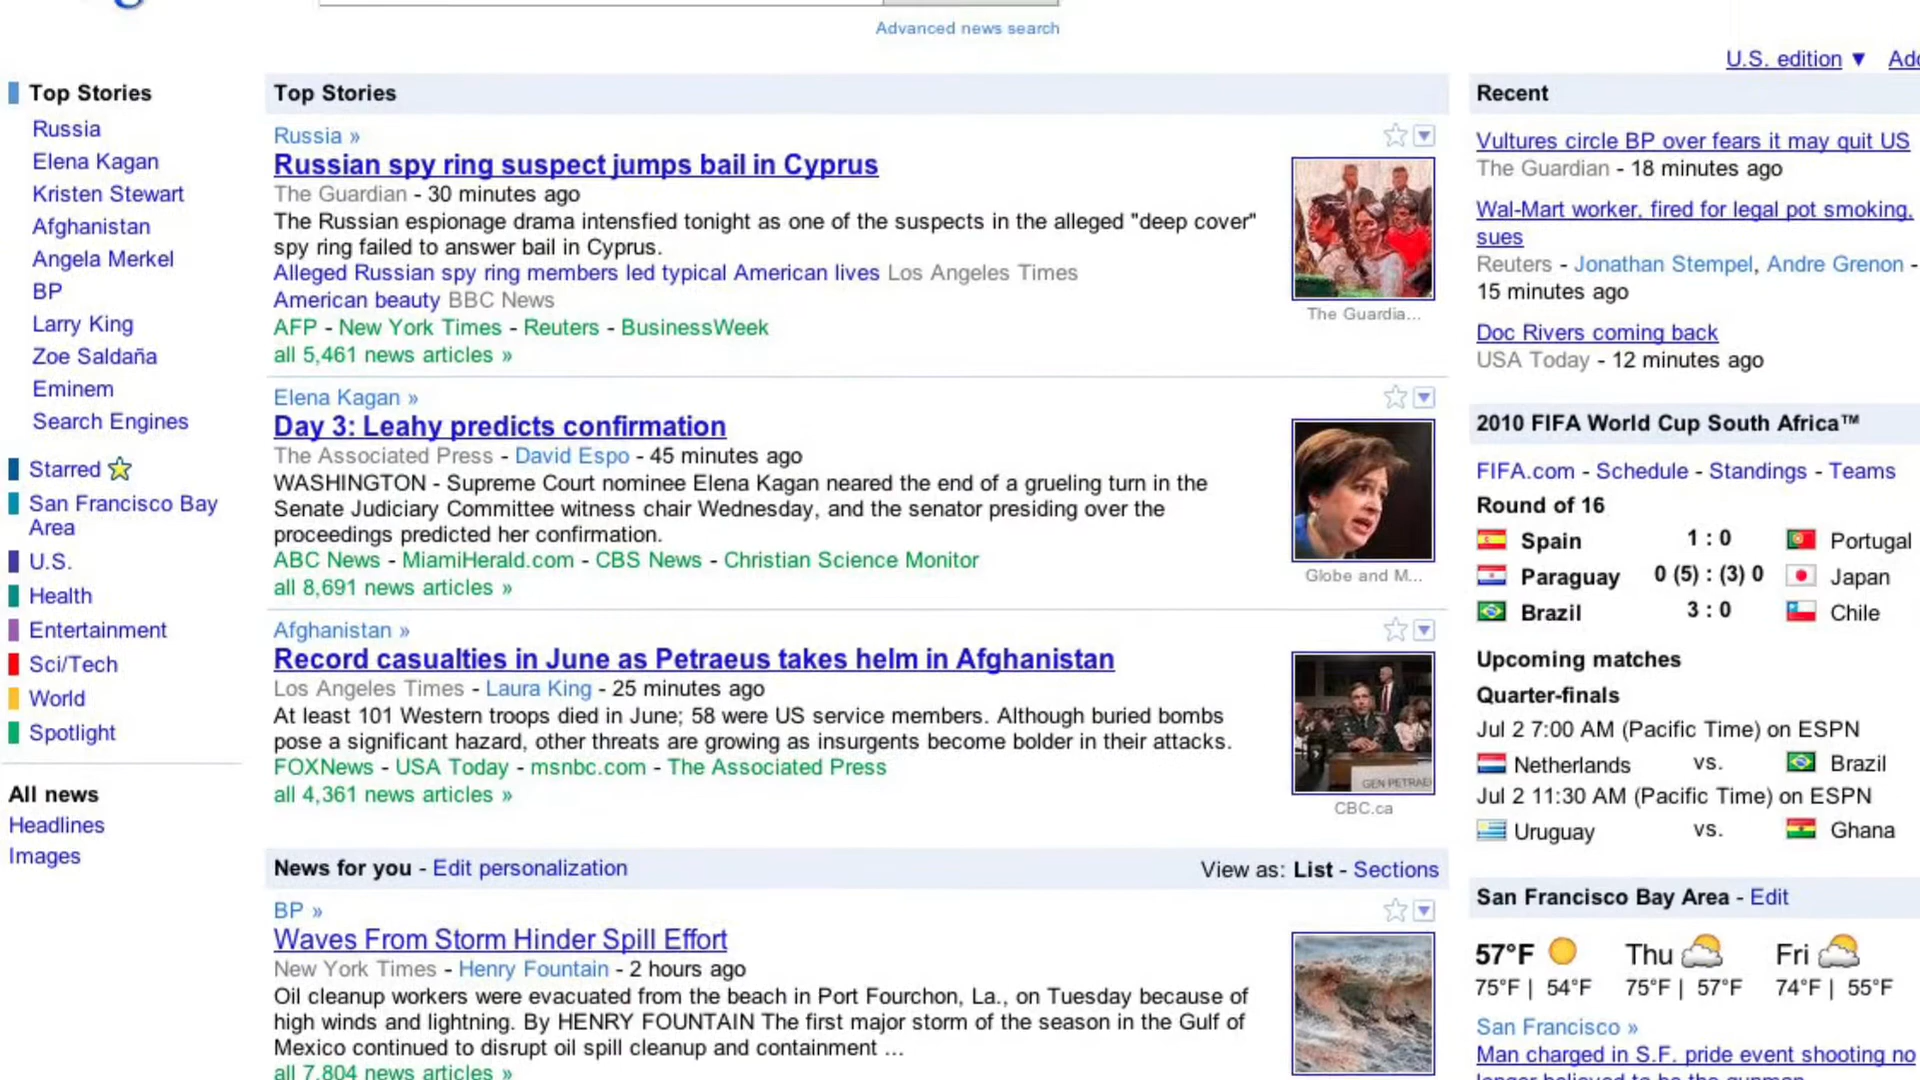 Advanced news search
U.S. edition ▼
Top Stories
Russia
Elena Kagan
Kristen Stewart
Afghanistan
Angela Merkel
BP
Larry King
Zoe Saldaña
Eminem
Search Engines
Starred
San Francisco Bay
Area
U.S.
Health
Entertainment
Sci/Tech
World
Spotlight
All news
Headlines
Images
Top Stories
Russia »
Russian spy ring suspect jumps bail in Cyprus
The Guardian - 30 minutes ago
The Russian espionage drama intensfied tonight as one of the suspects in the alleged "deep cover"
spy ring failed to answer bail in Cyprus.
Alleged Russian spy ring members led typical American lives Los Angeles Times
American beauty BBC News
AFP - New York Times - Reuters - BusinessWeek
all 5,461 news articles »
The Guardia...
Elena Kagan »
Day 3: Leahy predicts confirmation
The Associated Press - David Espo - 45 minutes ago
WASHINGTON - Supreme Court nominee Elena Kagan neared the end of a grueling turn in the
Senate Judiciary Committee witness chair Wednesday, and the senator presiding over the
proceedings predicted her confirmation.
ABC News - MiamiHerald.com - CBS News - Christian Science Monitor
all 8,691 news articles »
Globe and M...
Afghanistan »
Record casualties in June as Petraeus takes helm in Afghanistan
Los Angeles Times - Laura King - 25 minutes ago
At least 101 Western troops died in June; 58 were US service members. Although buried bombs
pose a significant hazard, other threats are growing as insurgents become bolder in their attacks.
FOXNews - USA Today - msnbc.com - The Associated Press
all 4,361 news articles »
GEN PETRAE
CBC.ca
News for you - Edit personalization
View as: List - Sections
BP »
Waves From Storm Hinder Spill Effort
New York Times - Henry Fountain - 2 hours ago
Oil cleanup workers were evacuated from the beach in Port Fourchon, La., on Tuesday because of
high winds and lightning. By HENRY FOUNTAIN The first major storm of the season in the Gulf of
Mexico continued to disrupt oil spill cleanup and containment ...
all 7,804 news articles »
Recent
Vultures circle BP over fears it may quit US
The Guardian - 18 minutes ago
Wal-Mart worker, fired for legal pot smoking,
sues
Reuters - Jonathan Stempel, Andre Grenon -
15 minutes ago
Doc Rivers coming back
USA Today - 12 minutes ago
2010 FIFA World Cup South Africa™
FIFA.com - Schedule - Standings - Teams
Round of 16
Spain 1 : 0 Portugal
Paraguay 0 (5) : (3) 0 Japan
Brazil 3 : 0 Chile
Upcoming matches
Quarter-finals
Jul 2 7:00 AM (Pacific Time) on ESPN
Netherlands vs. Brazil
Jul 2 11:30 AM (Pacific Time) on ESPN
Uruguay vs. Ghana
San Francisco Bay Area - Edit
57°F Thu Fri
75°F | 54°F 75°F | 57°F 74°F | 55°F
San Francisco »
Man charged in S.F. pride event shooting no
longer believed to be the gunman